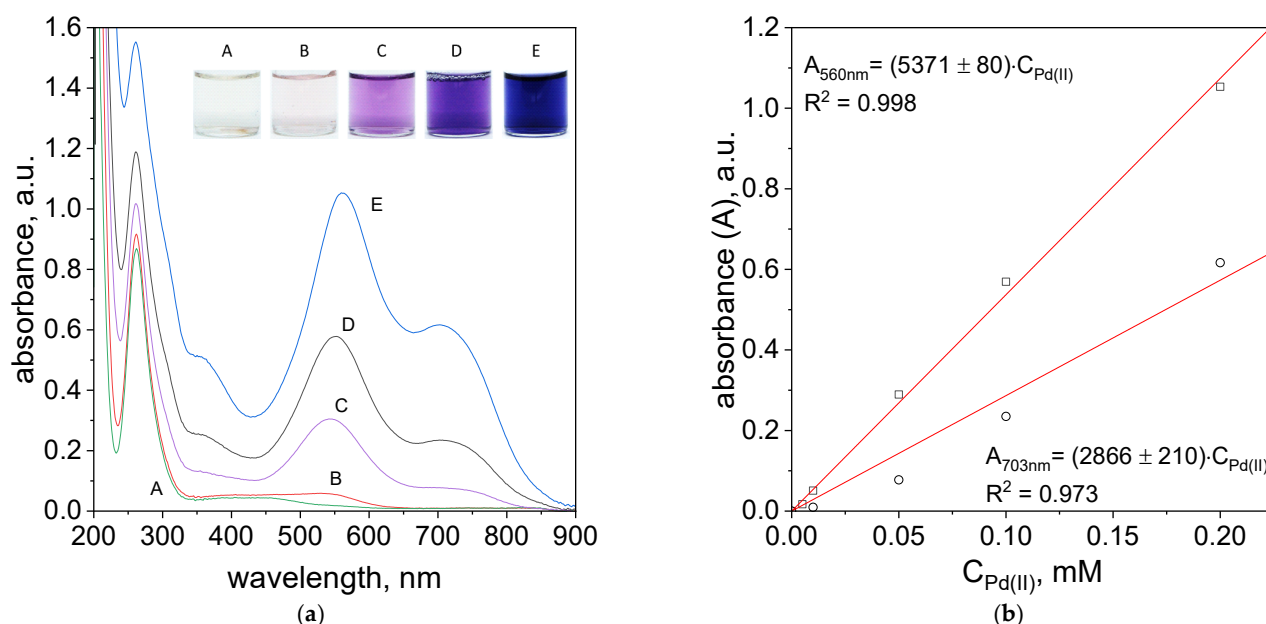 1.6
1.4
1.2
1.0
0.8
0.6
0.4
0.2
0.0
absorbance, a.u.
A B C D E
E
D
C
B
A
200 300 400 500 600 700 800 900
wavelength, nm
(a)
1.2
1.0
0.8
0.6
0.4
0.2
0.0
absorbance (A), a.u.
A560nm= (5371 ± 80)·CPd(II)
R² = 0.998
A703nm= (2866 ± 210)·CPd(II)
R² = 0.973
0.00 0.05 0.10 0.15 0.20
CPd(II), mM
(b)